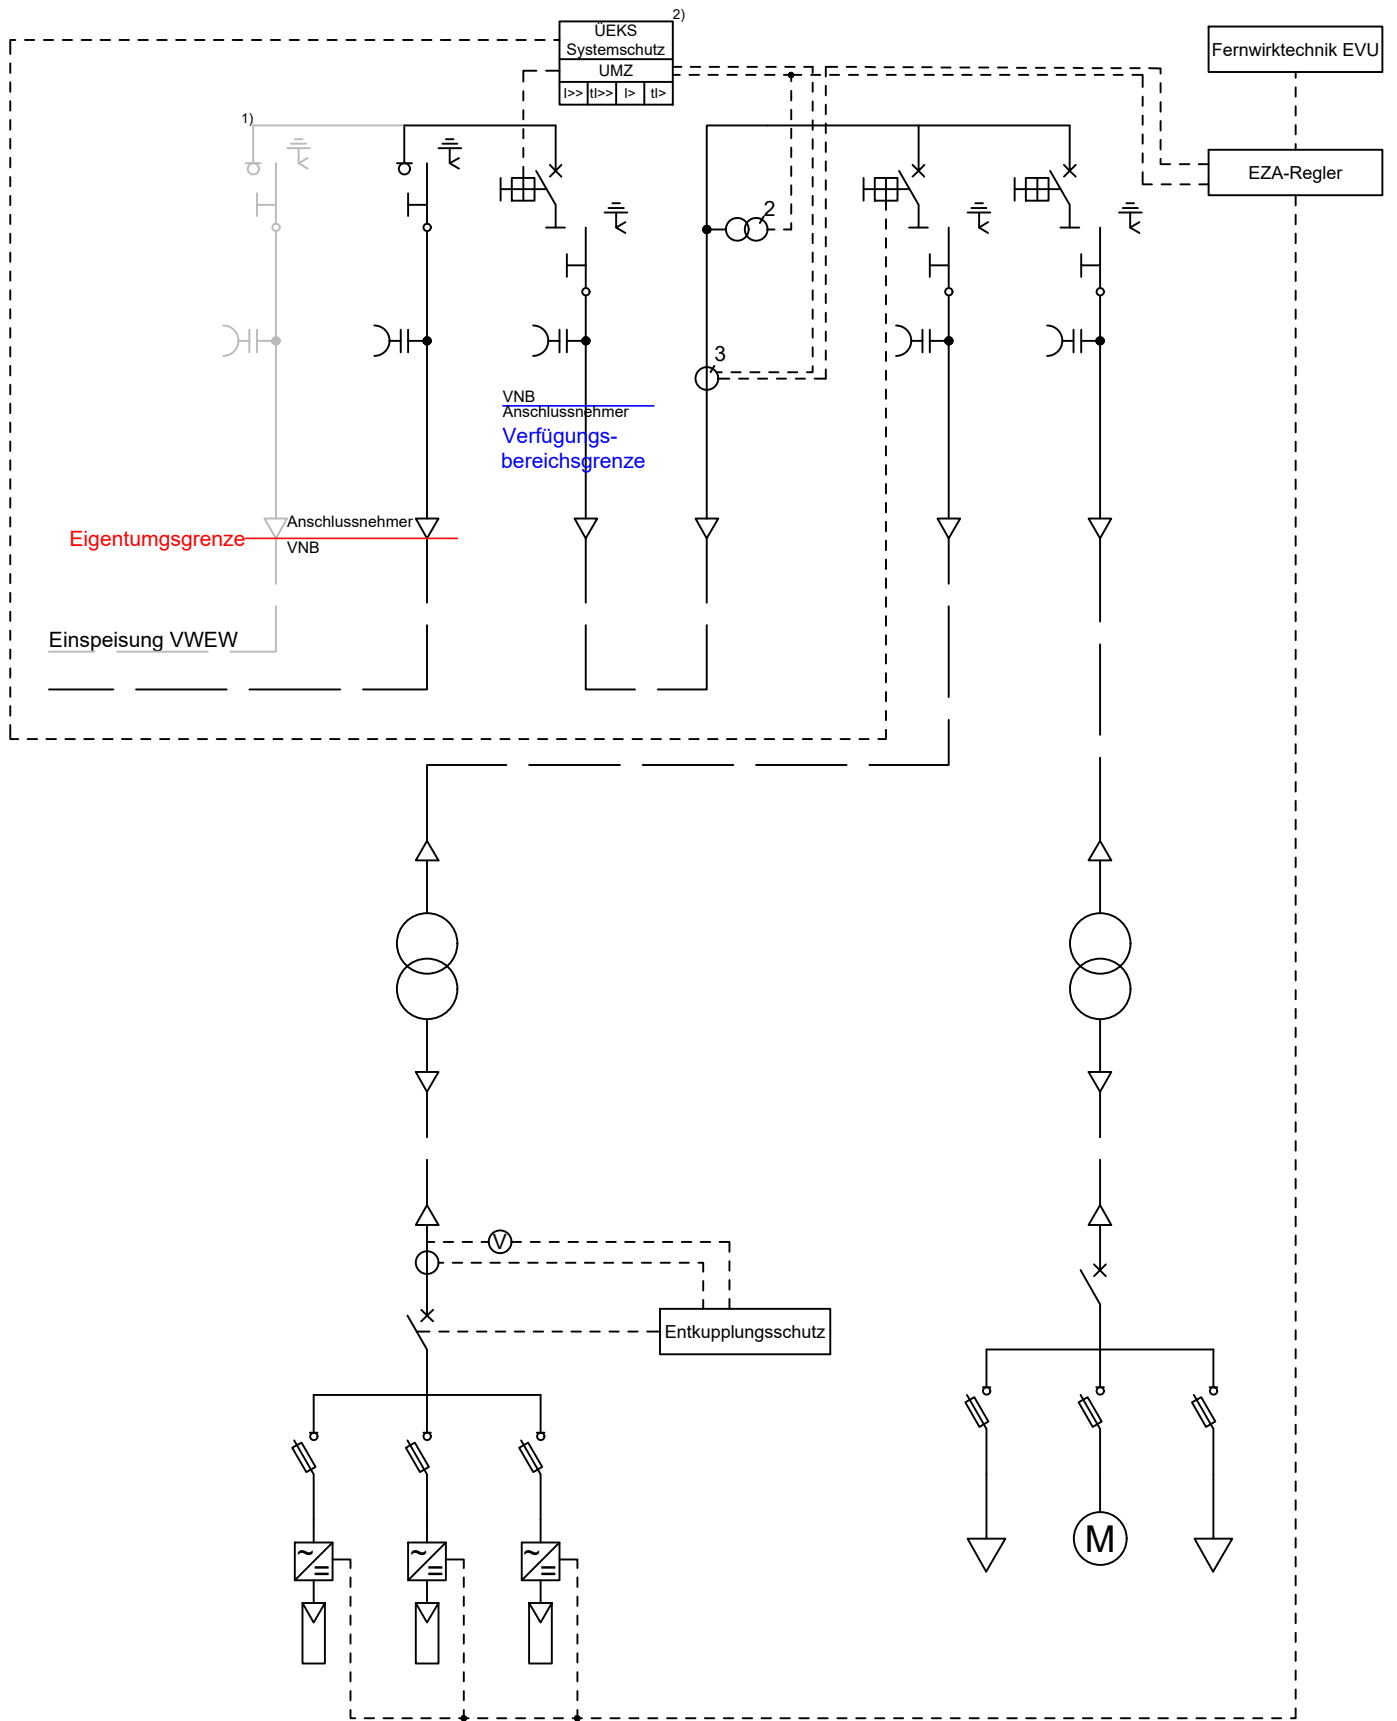 2)
ÜEKS
Systemschutz
UMZ
I>> tI>> I> tI>
Fernwirktechnik EVU
1)
EZA-Regler
2
3
VNB
Anschlussnehmer
Verfügungs-
bereichsgrenze
Anschlussnehmer
Eigentumgsgrenze
VNB
Einspeisung VWEW
V
Entkupplungsschutz
M